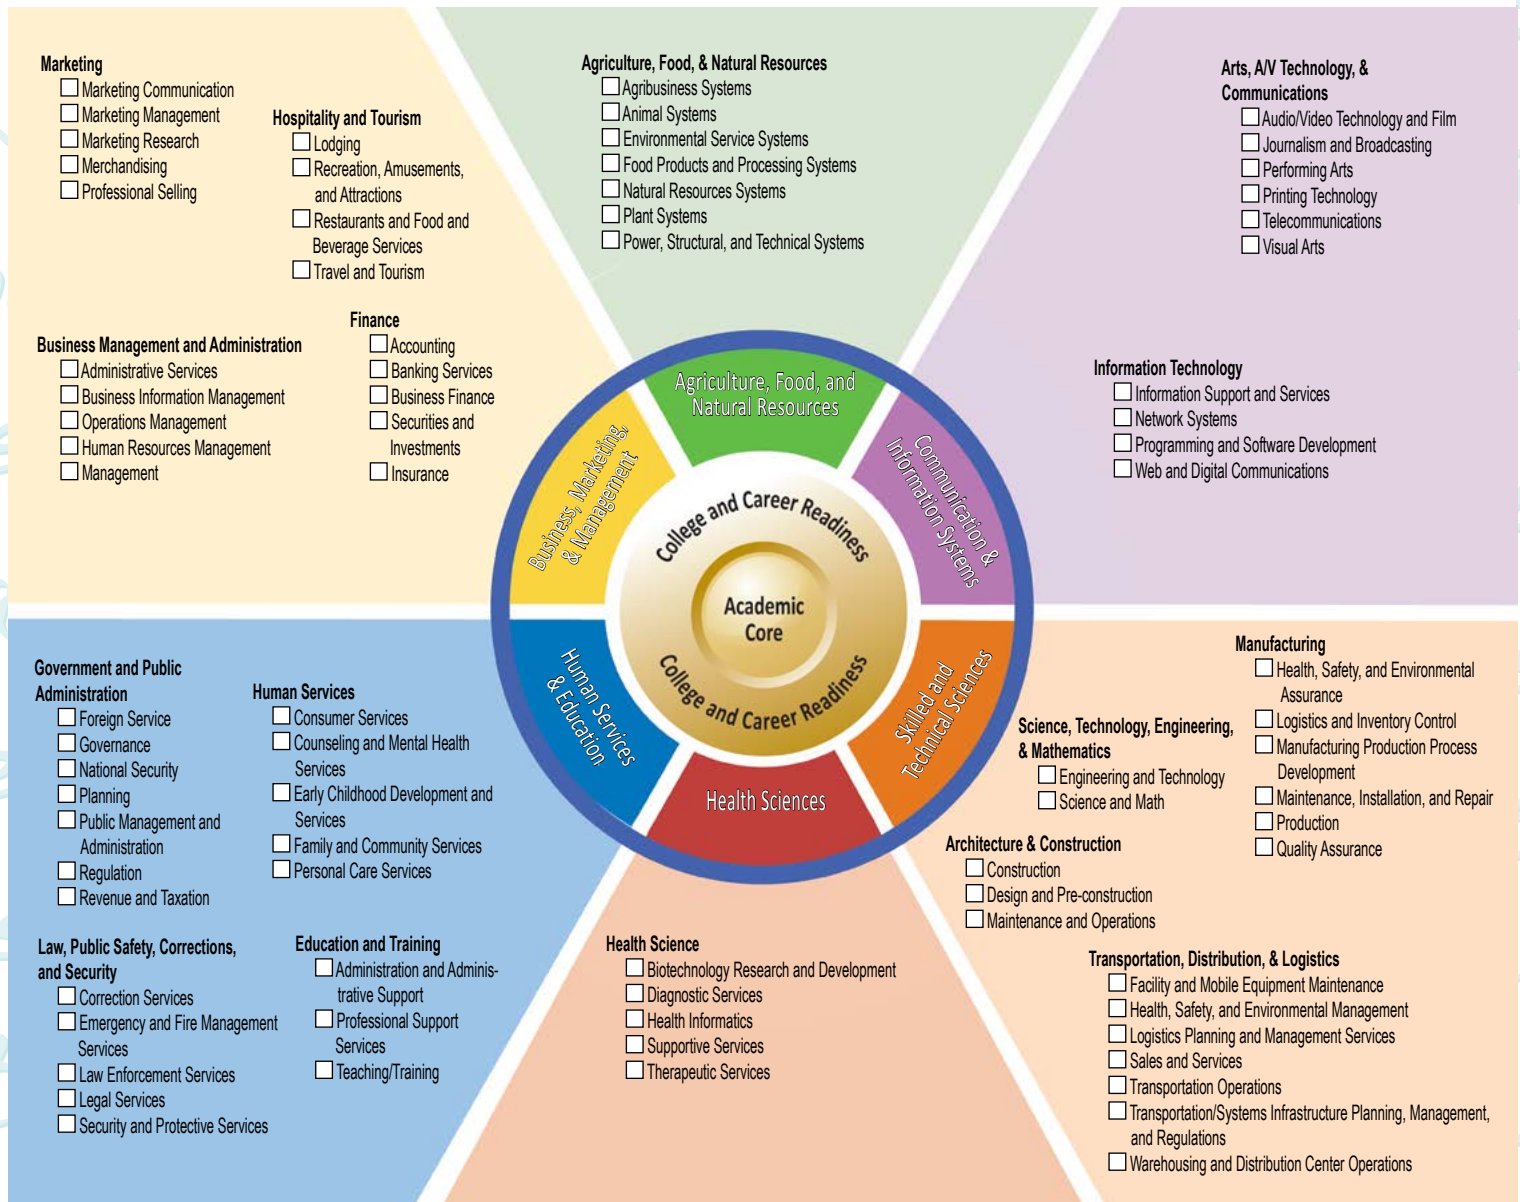 Marketing
Marketing Communication
Marketing Management
Marketing Research
Merchandising
Professional Selling
Hospitality and Tourism
Lodging
Recreation, Amusements,
and Attractions
Restaurants and Food and
Beverage Services
Travel and Tourism
Business Management and Administration
Administrative Services
Business Information Management
Operations Management
Human Resources Management
Management
Finance
Accounting
Banking Services
Business Finance
Securities and
Investments
Insurance
Agriculture, Food, & Natural Resources
Agribusiness Systems
Animal Systems
Environmental Service Systems
Food Products and Processing Systems
Natural Resources Systems
Plant Systems
Power, Structural, and Technical Systems
Arts, A/V Technology, &
Communications
Audio/Video Technology and Film
Journalism and Broadcasting
Performing Arts
Printing Technology
Telecommunications
Visual Arts
Information Technology
Information Support and Services
Network Systems
Programming and Software Development
Web and Digital Communications
Agriculture, Food, and
Natural Resources
Business, Marketing,
& Management
Communication &
Information Systems
College and Career Readiness
Academic
Core
College and Career Readiness
Human Services
& Education
Skilled and
Technical Sciences
Health Sciences
Government and Public
Administration
Foreign Service
Governance
National Security
Planning
Public Management and
Administration
Regulation
Revenue and Taxation
Human Services
Consumer Services
Counseling and Mental Health
Services
Early Childhood Development and
Services
Family and Community Services
Personal Care Services
Law, Public Safety, Corrections,
and Security
Correction Services
Emergency and Fire Management
Services
Law Enforcement Services
Legal Services
Security and Protective Services
Education and Training
Administration and Adminis-
trative Support
Professional Support
Services
Teaching/Training
Health Science
Biotechnology Research and Development
Diagnostic Services
Health Informatics
Supportive Services
Therapeutic Services
Manufacturing
Health, Safety, and Environmental
Assurance
Logistics and Inventory Control
Manufacturing Production Process
Development
Maintenance, Installation, and Repair
Production
Quality Assurance
Science, Technology, Engineering,
& Mathematics
Engineering and Technology
Science and Math
Architecture & Construction
Construction
Design and Pre-construction
Maintenance and Operations
Transportation, Distribution, & Logistics
Facility and Mobile Equipment Maintenance
Health, Safety, and Environmental Management
Logistics Planning and Management Services
Sales and Services
Transportation Operations
Transportation/Systems Infrastructure Planning, Management,
and Regulations
Warehousing and Distribution Center Operations